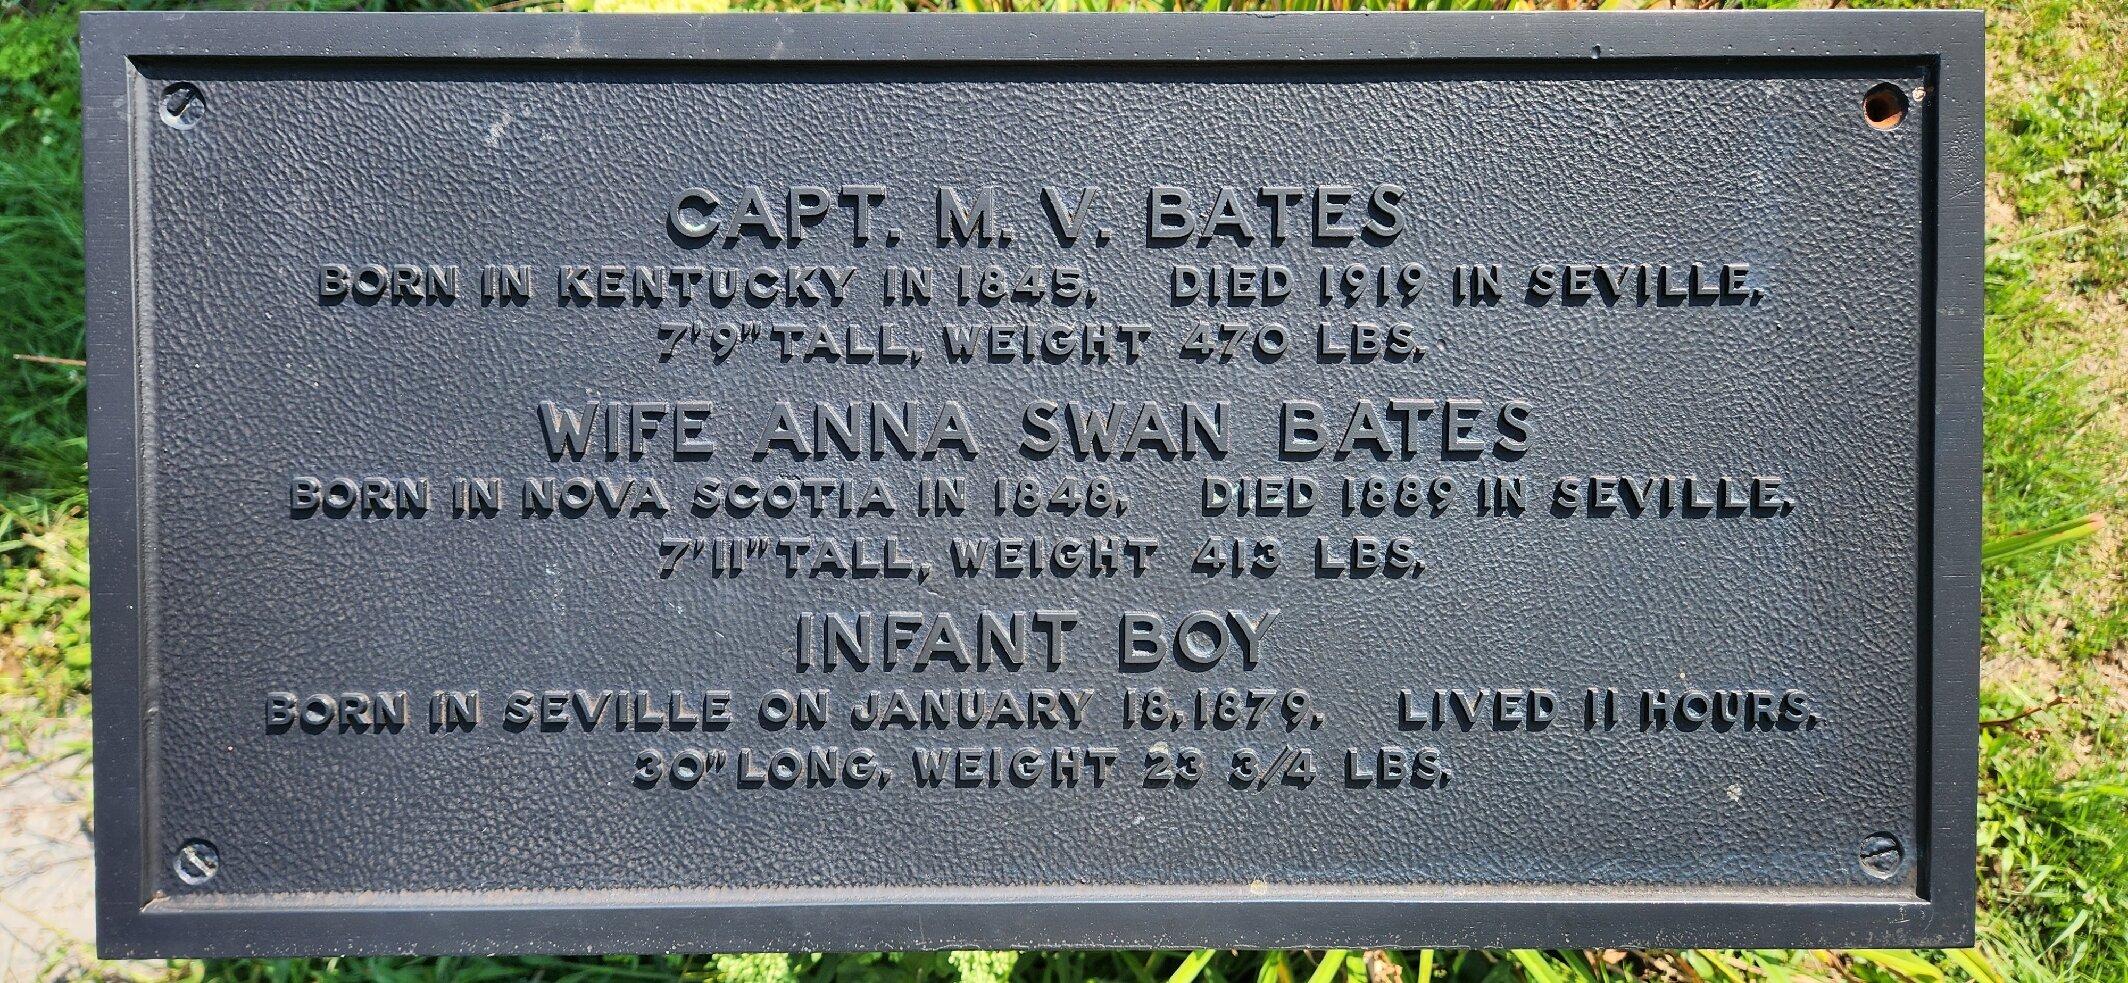 CAPT. M. V. BATES
BORN IN KENTUCKY IN 1845, DIED 1919 IN SEVILLE,
7'9" TALL, WEIGHT 470 LBS.
WIFE ANNA SWAN BATES
BORN IN NOVA SCOTIA IN 1848, DIED 1889 IN SEVILLE,
7'11" TALL, WEIGHT 413 LBS.
INFANT BOY
BORN IN SEVILLE ON JANUARY 18, 1879. LIVED 11 HOURS,
30" LONG, WEIGHT 23 3/4 LBS.